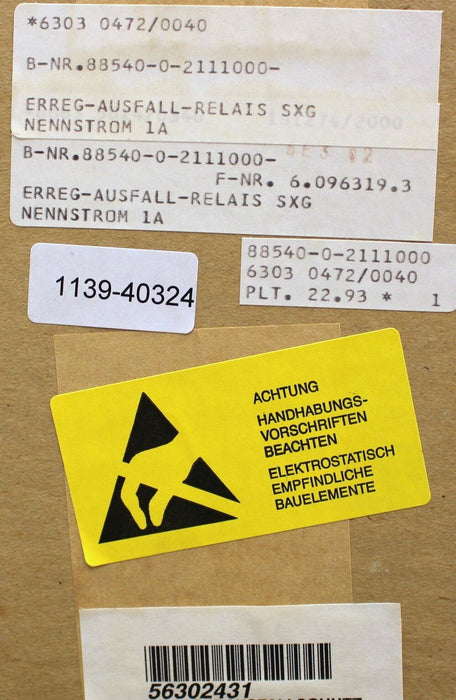 *6303 0472/0040
B-NR.88540-0-2111000-
ERREG-AUSFALL-RELAIS SXG
NENNSTROM 1A
B-NR.88540-0-2111000-
F-NR. 6.096319.3
ERREG-AUSFALL-RELAIS SXG
NENNSTROM 1A
88540-0-2111000
6303 0472/0040
PLT. 22.93 * 1
1139-40324
ACHTUNG
HANDHABUNGS-
VORSCHRIFTEN
BEACHTEN
ELEKTROSTATISCH
EMPFINDLICHE
BAUELEMENTE
56302431